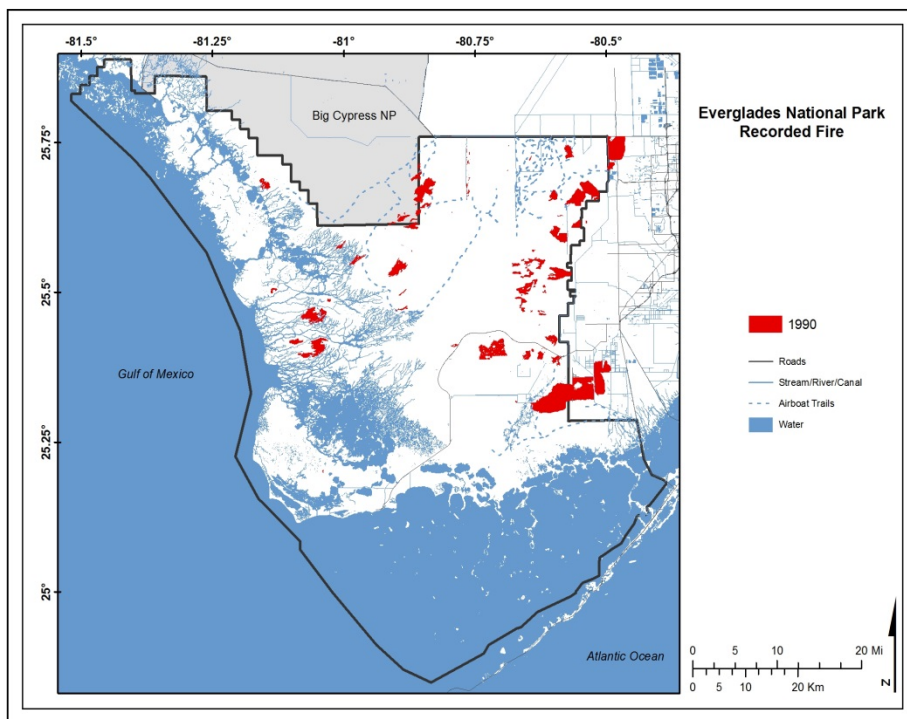 -81.5
-81.25
-81
-80.75
-80.5
Big Cypress NP
Everglades National Park
Recorded Fire
25.75°
25.5°
25.25°
25°
1990
Roads
Stream/River/Canal
Airboat Trails
Water
Gulf of Mexico
Atlantic Ocean
0 5 10 20 Mi
0 5 10 20 Km
N